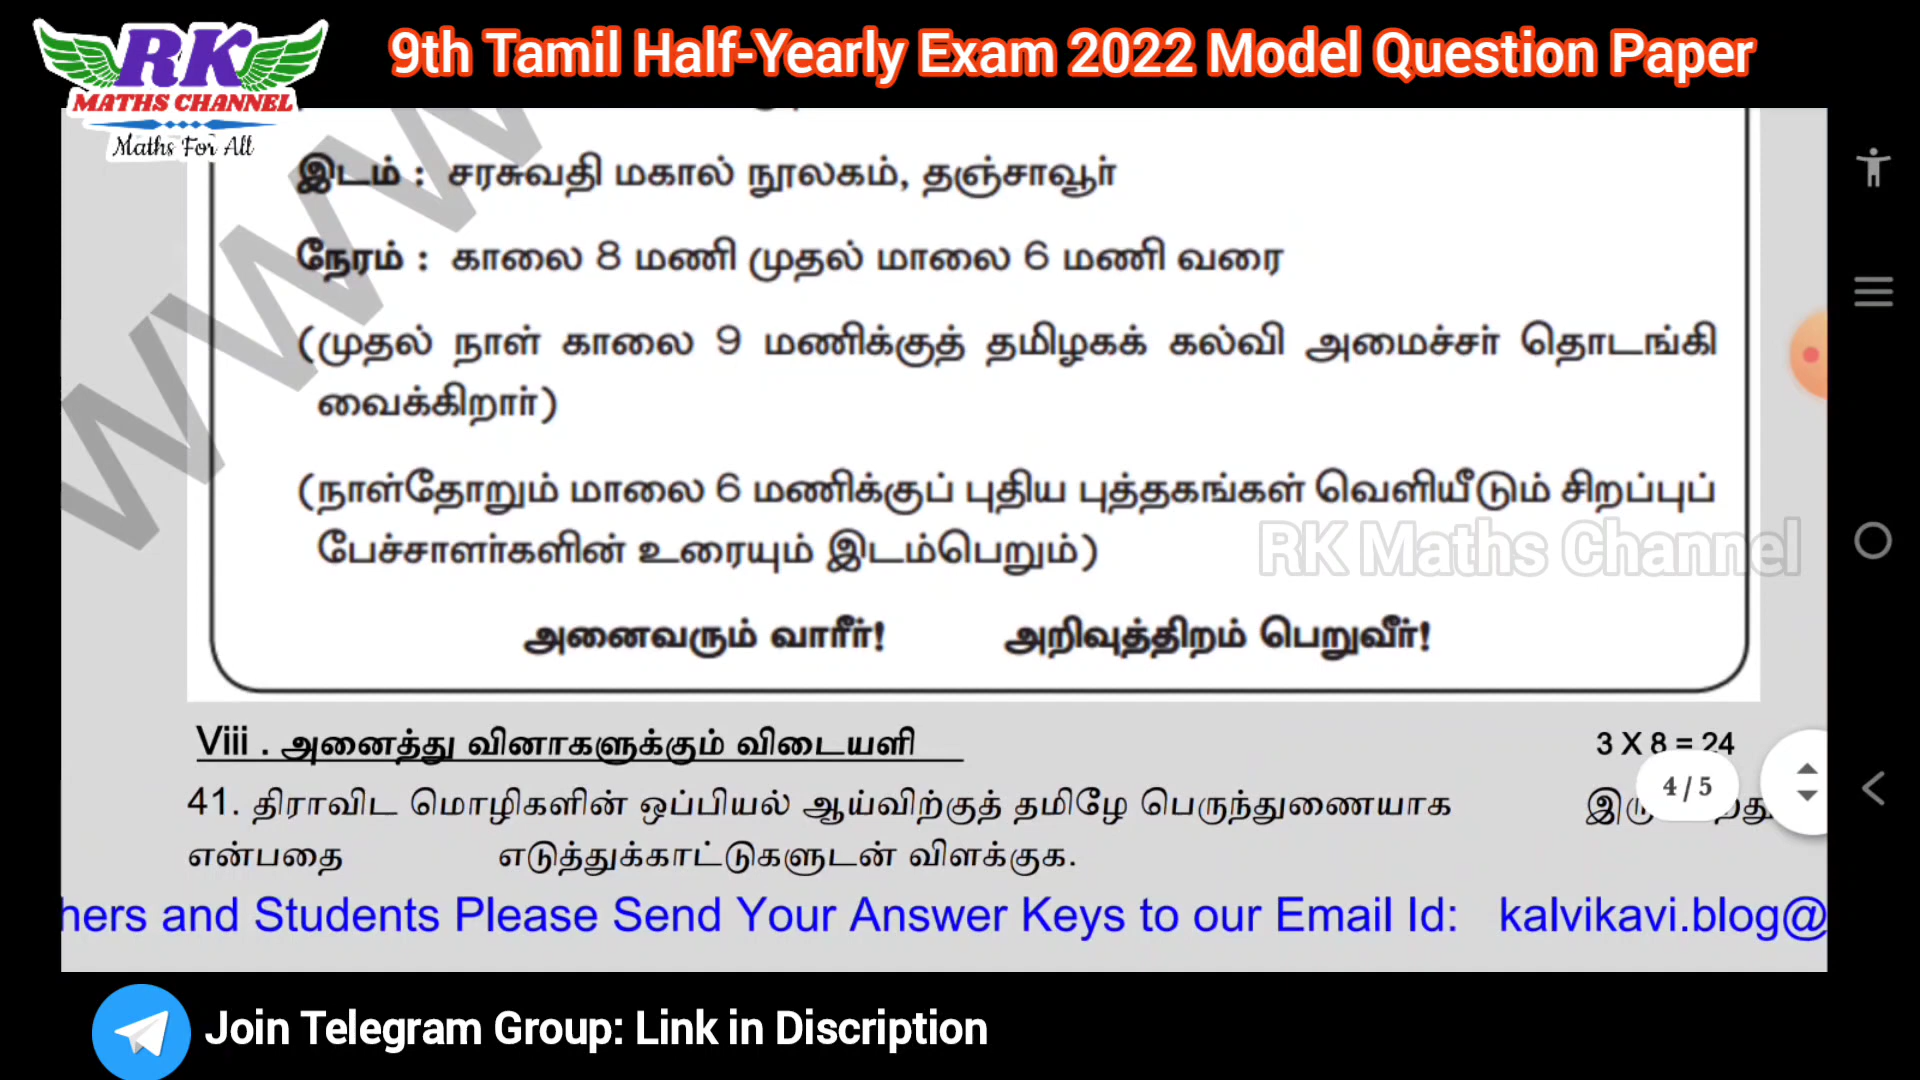 RK
MATHS CHANNEL
Maths For All
9th Tamil Half-Yearly Exam 2022 Model Question Paper
இடம் : சரசுவதி மகால் நூலகம், தஞ்சாவூர்
நேரம் : காலை 8 மணி முதல் மாலை 6 மணி வரை
(முதல் நாள் காலை 9 மணிக்குத் தமிழகக் கல்வி அமைச்சர் தொடங்கி
வைக்கிறார்)
(நாள்தோறும் மாலை 6 மணிக்குப் புதிய புத்தகங்கள் வெளியீடும் சிறப்புப்
பேச்சாளர்களின் உரையும் இடம்பெறும்)
RK Maths Channel
அனைவரும் வாரீர்! அறிவுத்திறம் பெறுவீர்!
Viii . அனைத்து வினாகளுக்கும் விடையளி 3 X 8 = 24
4 / 5
41. திராவிட மொழிகளின் ஒப்பியல் ஆய்விற்குத் தமிழே பெருந்துணையாக
என்பதை எடுத்துக்காட்டுகளுடன் விளக்குக.
hers and Students Please Send Your Answer Keys to our Email Id: kalvikavi.blog@
Join Telegram Group: Link in Discription